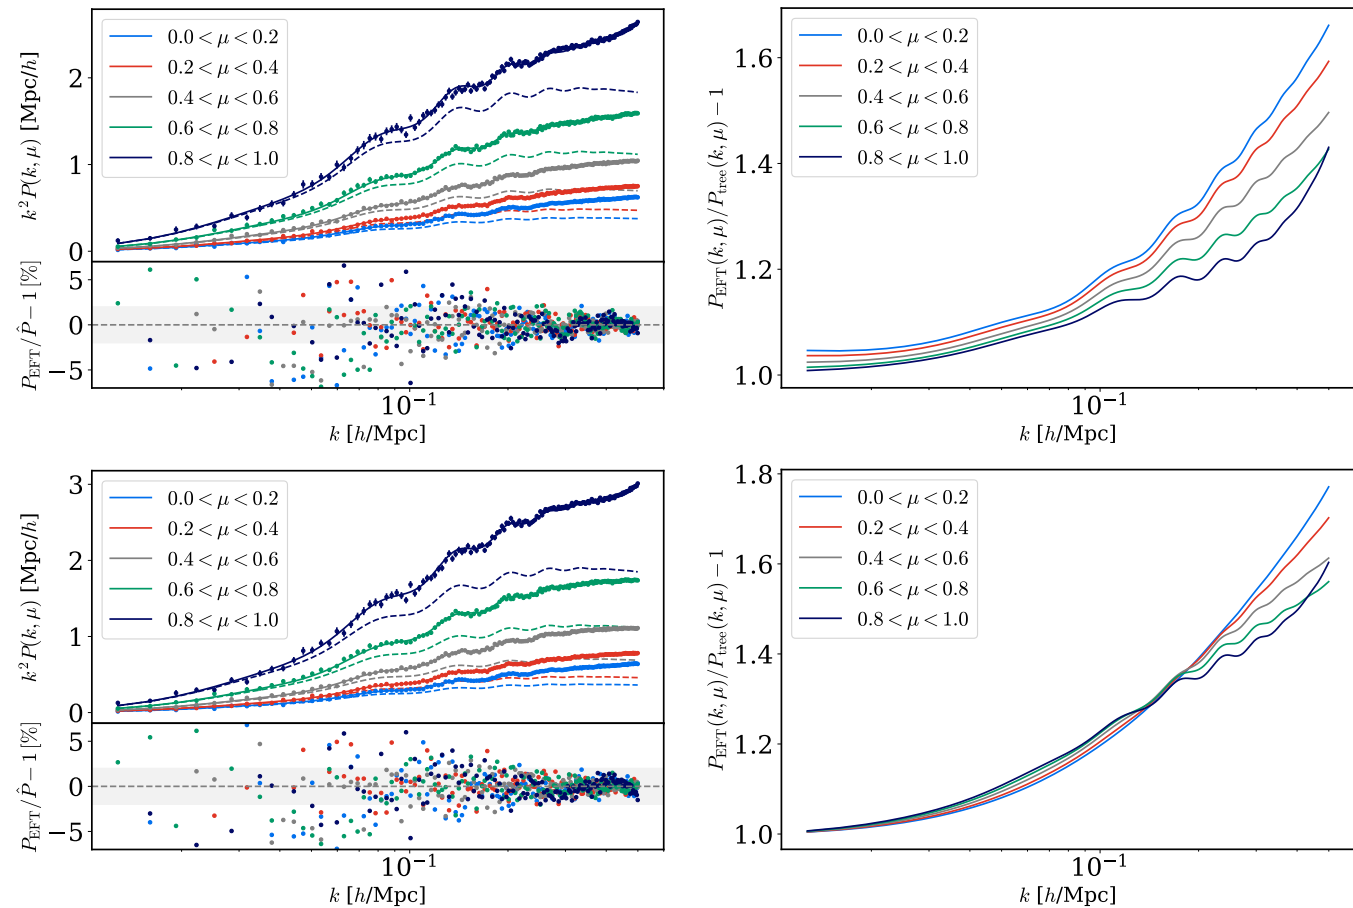 k² P(k, μ) [Mpc/h]
2
1
0
0.0 < μ < 0.2
0.2 < μ < 0.4
0.4 < μ < 0.6
0.6 < μ < 0.8
0.8 < μ < 1.0
P_EFT/P̂ − 1 [%]
5
0
−5
10⁻¹
k [h/Mpc]
P_EFT(k, μ)/P_tree(k, μ) − 1
1.6
1.4
1.2
1.0
0.0 < μ < 0.2
0.2 < μ < 0.4
0.4 < μ < 0.6
0.6 < μ < 0.8
0.8 < μ < 1.0
10⁻¹
k [h/Mpc]
k² P(k, μ) [Mpc/h]
3
2
1
0
0.0 < μ < 0.2
0.2 < μ < 0.4
0.4 < μ < 0.6
0.6 < μ < 0.8
0.8 < μ < 1.0
P_EFT/P̂ − 1 [%]
5
0
−5
10⁻¹
k [h/Mpc]
P_EFT(k, μ)/P_tree(k, μ) − 1
1.8
1.6
1.4
1.2
1.0
0.0 < μ < 0.2
0.2 < μ < 0.4
0.4 < μ < 0.6
0.6 < μ < 0.8
0.8 < μ < 1.0
10⁻¹
k [h/Mpc]